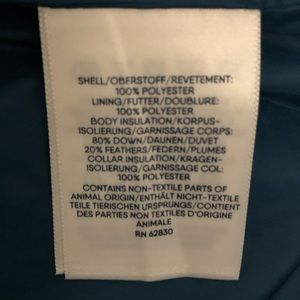 SHELL/OBERSTOFF/REVETEMENT:
100% POLYESTER
LINING/FUTTER/DOUBLURE:
100% POLYESTER
BODY INSULATION/KORPUS-
ISOLIERUNG/GARNISSAGE CORPS:
80% DOWN/DAUNEN/DUVET
20% FEATHERS/FEDERN/PLUMES
COLLAR INSULATION/KRAGEN-
ISOLIERUNG/GARNISSAGE COL:
100% POLYESTER
CONTAINS NON-TEXTILE PARTS OF
ANIMAL ORIGIN/ENTHÄLT NICHT-TEXTILE
TEILE TIERISCHEN URSPRUNGS/CONTIENT
DES PARTIES NON TEXTILES D'ORIGINE
ANIMALE
RN 62830